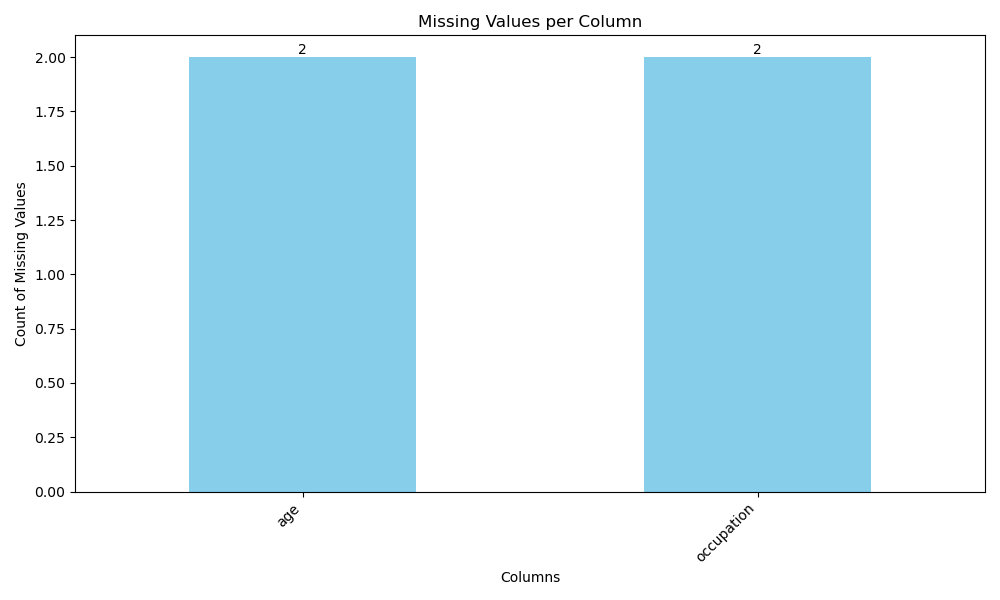 Missing Values per Column
2 2
2.00
1.75
1.50
1.25
1.00
0.75
0.50
0.25
0.00
Count of Missing Values
age
occupation
Columns